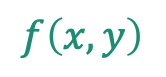 f(x, y)